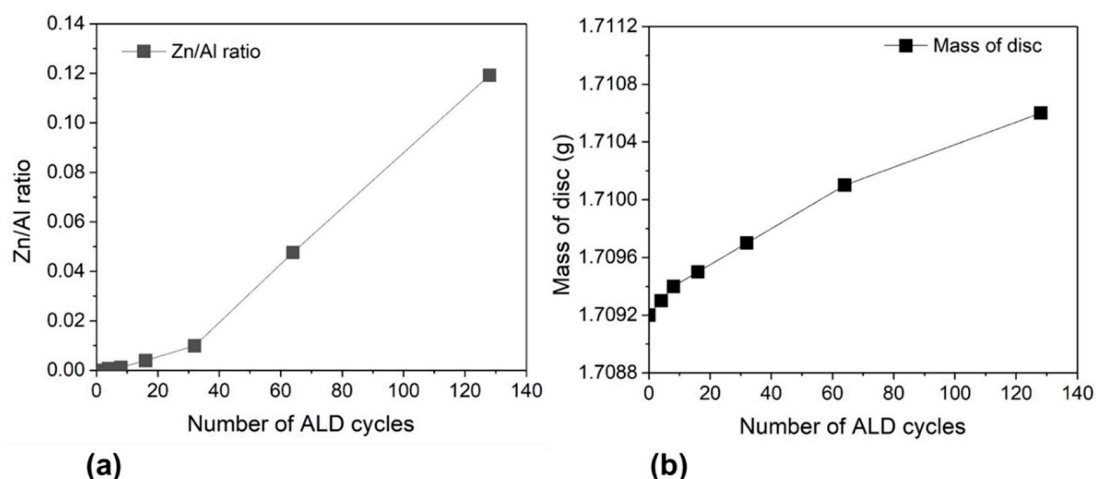 0.14
0.12
0.10
0.08
0.06
0.04
0.02
0.00
Zn/Al ratio
Zn/Al ratio
0 20 40 60 80 100 120 140
Number of ALD cycles
(a)
1.7112
1.7108
1.7104
1.7100
1.7096
1.7092
1.7088
Mass of disc (g)
Mass of disc
0 20 40 60 80 100 120 140
Number of ALD cycles
(b)